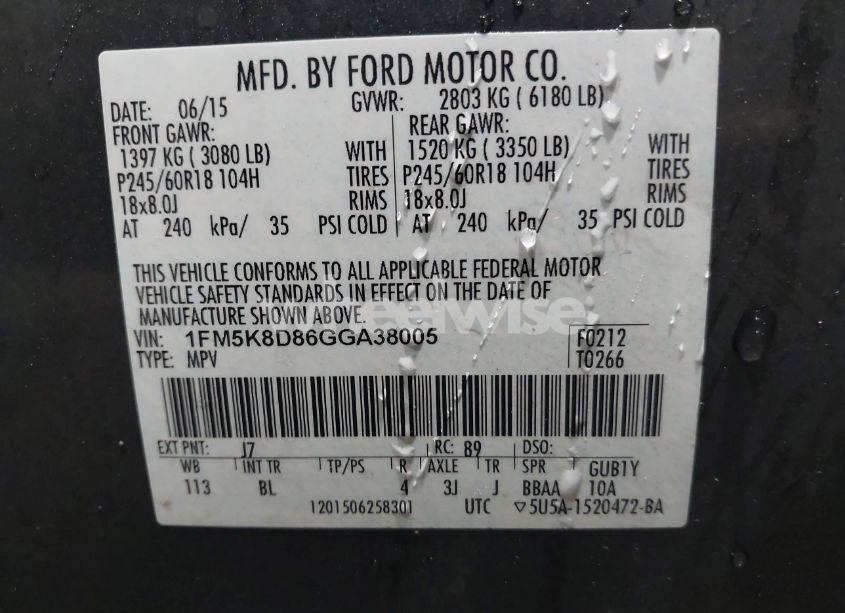 MFD. BY FORD MOTOR CO.
DATE: 06/15 GVWR: 2803 KG ( 6180 LB)
FRONT GAWR: REAR GAWR:
1397 KG ( 3080 LB) WITH 1520 KG ( 3350 LB) WITH
P245/60R18 104H TIRES P245/60R18 104H TIRES
18x8.0J RIMS 18x8.0J RIMS
AT 240 kPa/ 35 PSI COLD AT 240 kPa/ 35 PSI COLD
THIS VEHICLE CONFORMS TO ALL APPLICABLE FEDERAL MOTOR
VEHICLE SAFETY STANDARDS IN EFFECT ON THE DATE OF
MANUFACTURE SHOWN ABOVE.
VIN: 1FM5K8D86GGA38005 F0212
TYPE: MPV T0266
EXT PNT: J7 RC: 89 DSO:
WB INT TR TP/PS R AXLE TR SPR GUB1Y
113 BL 4 3J J BBAA 10A
1201506258301 UTC ▽5U5A-1520472-BA